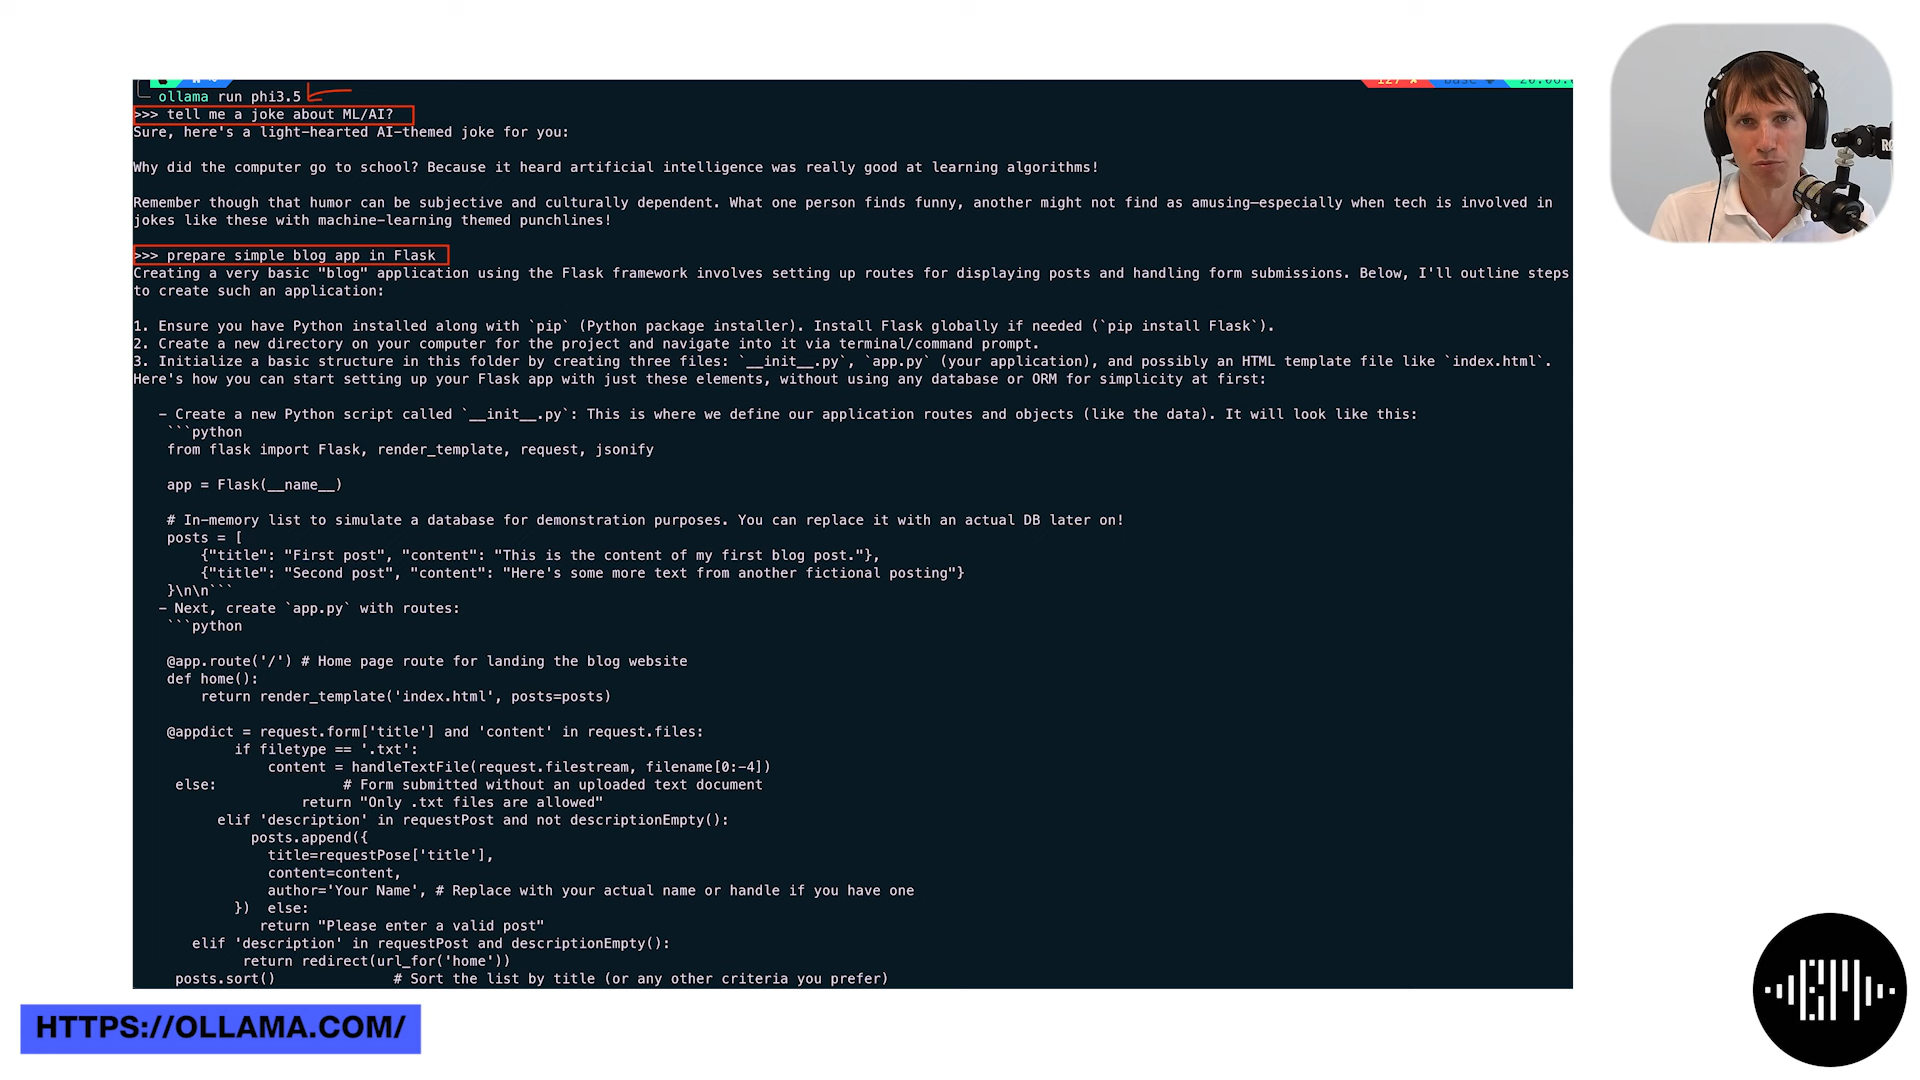 ollama run phi3.5
>>> tell me a joke about ML/AI?
Sure, here's a light-hearted AI-themed joke for you:
Why did the computer go to school? Because it heard artificial intelligence was really good at learning algorithms!
Remember though that humor can be subjective and culturally dependent. What one person finds funny, another might not find as amusing—especially when tech is involved in
jokes like these with machine-learning themed punchlines!
>>> prepare simple blog app in Flask
Creating a very basic "blog" application using the Flask framework involves setting up routes for displaying posts and handling form submissions. Below, I'll outline steps
to create such an application:
1. Ensure you have Python installed along with `pip` (Python package installer). Install Flask globally if needed (`pip install Flask`).
2. Create a new directory on your computer for the project and navigate into it via terminal/command prompt.
3. Initialize a basic structure in this folder by creating three files: `__init__.py`, `app.py` (your application), and possibly an HTML template file like `index.html`.
Here's how you can start setting up your Flask app with just these elements, without using any database or ORM for simplicity at first:
- Create a new Python script called `__init__.py`: This is where we define our application routes and objects (like the data). It will look like this:
```python
from flask import Flask, render_template, request, jsonify
app = Flask(__name__)
# In-memory list to simulate a database for demonstration purposes. You can replace it with an actual DB later on!
posts = [
{"title": "First post", "content": "This is the content of my first blog post."},
{"title": "Second post", "content": "Here's some more text from another fictional posting"}
}\n\n```
- Next, create `app.py` with routes:
```python
@app.route('/') # Home page route for landing the blog website
def home():
return render_template('index.html', posts=posts)
@appdict = request.form['title'] and 'content' in request.files:
if filetype == '.txt':
content = handleTextFile(request.filestream, filename[0:-4])
else: # Form submitted without an uploaded text document
return "Only .txt files are allowed"
elif 'description' in requestPost and not descriptionEmpty():
posts.append({
title=requestPose['title'],
content=content,
author='Your Name', # Replace with your actual name or handle if you have one
}) else:
return "Please enter a valid post"
elif 'description' in requestPost and descriptionEmpty():
return redirect(url_for('home'))
posts.sort() # Sort the list by title (or any other criteria you prefer)
HTTPS://OLLAMA.COM/